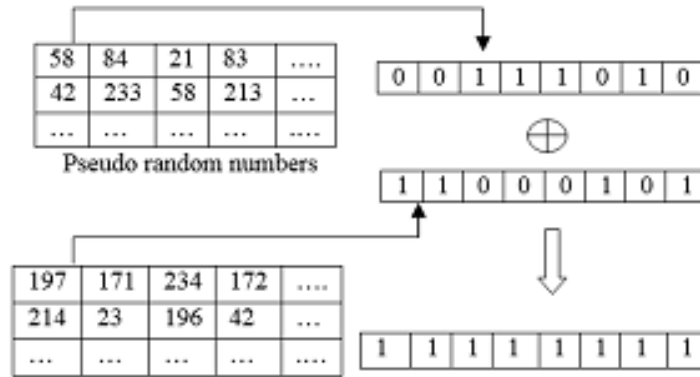 58 84 21 83 ....
42 233 58 213 ...
... ... ... ... ....
Pseudo random numbers
0 0 1 1 1 0 1 0
1 1 0 0 0 1 0 1
197 171 234 172 ....
214 23 196 42 ...
... ... ... ... ....
1 1 1 1 1 1 1 1